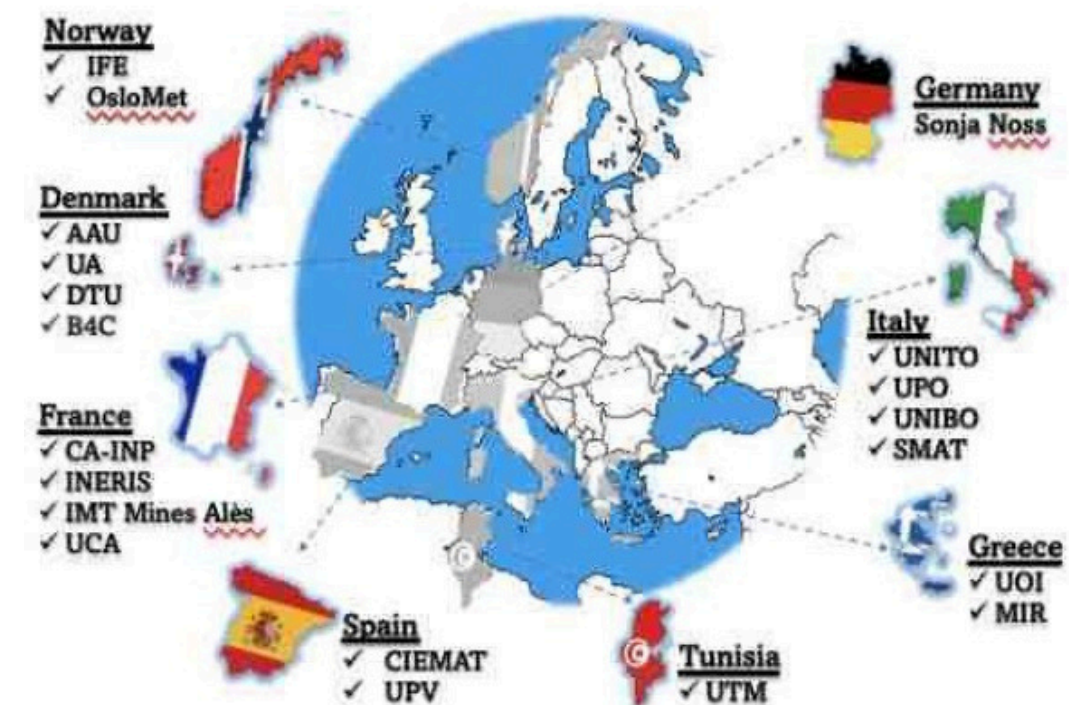 Norway
✓ IFE
✓ OsloMet
Denmark
✓ AAU
✓ UA
✓ DTU
✓ B4C
France
✓ CA-INP
✓ INERIS
✓ IMT Mines Alès
✓ UCA
Spain
✓ CIEMAT
✓ UPV
Tunisia
✓ UTM
Greece
✓ UOI
✓ MIR
Italy
✓ UNITO
✓ UPO
✓ UNIBO
✓ SMAT
Germany
Sonja Noss